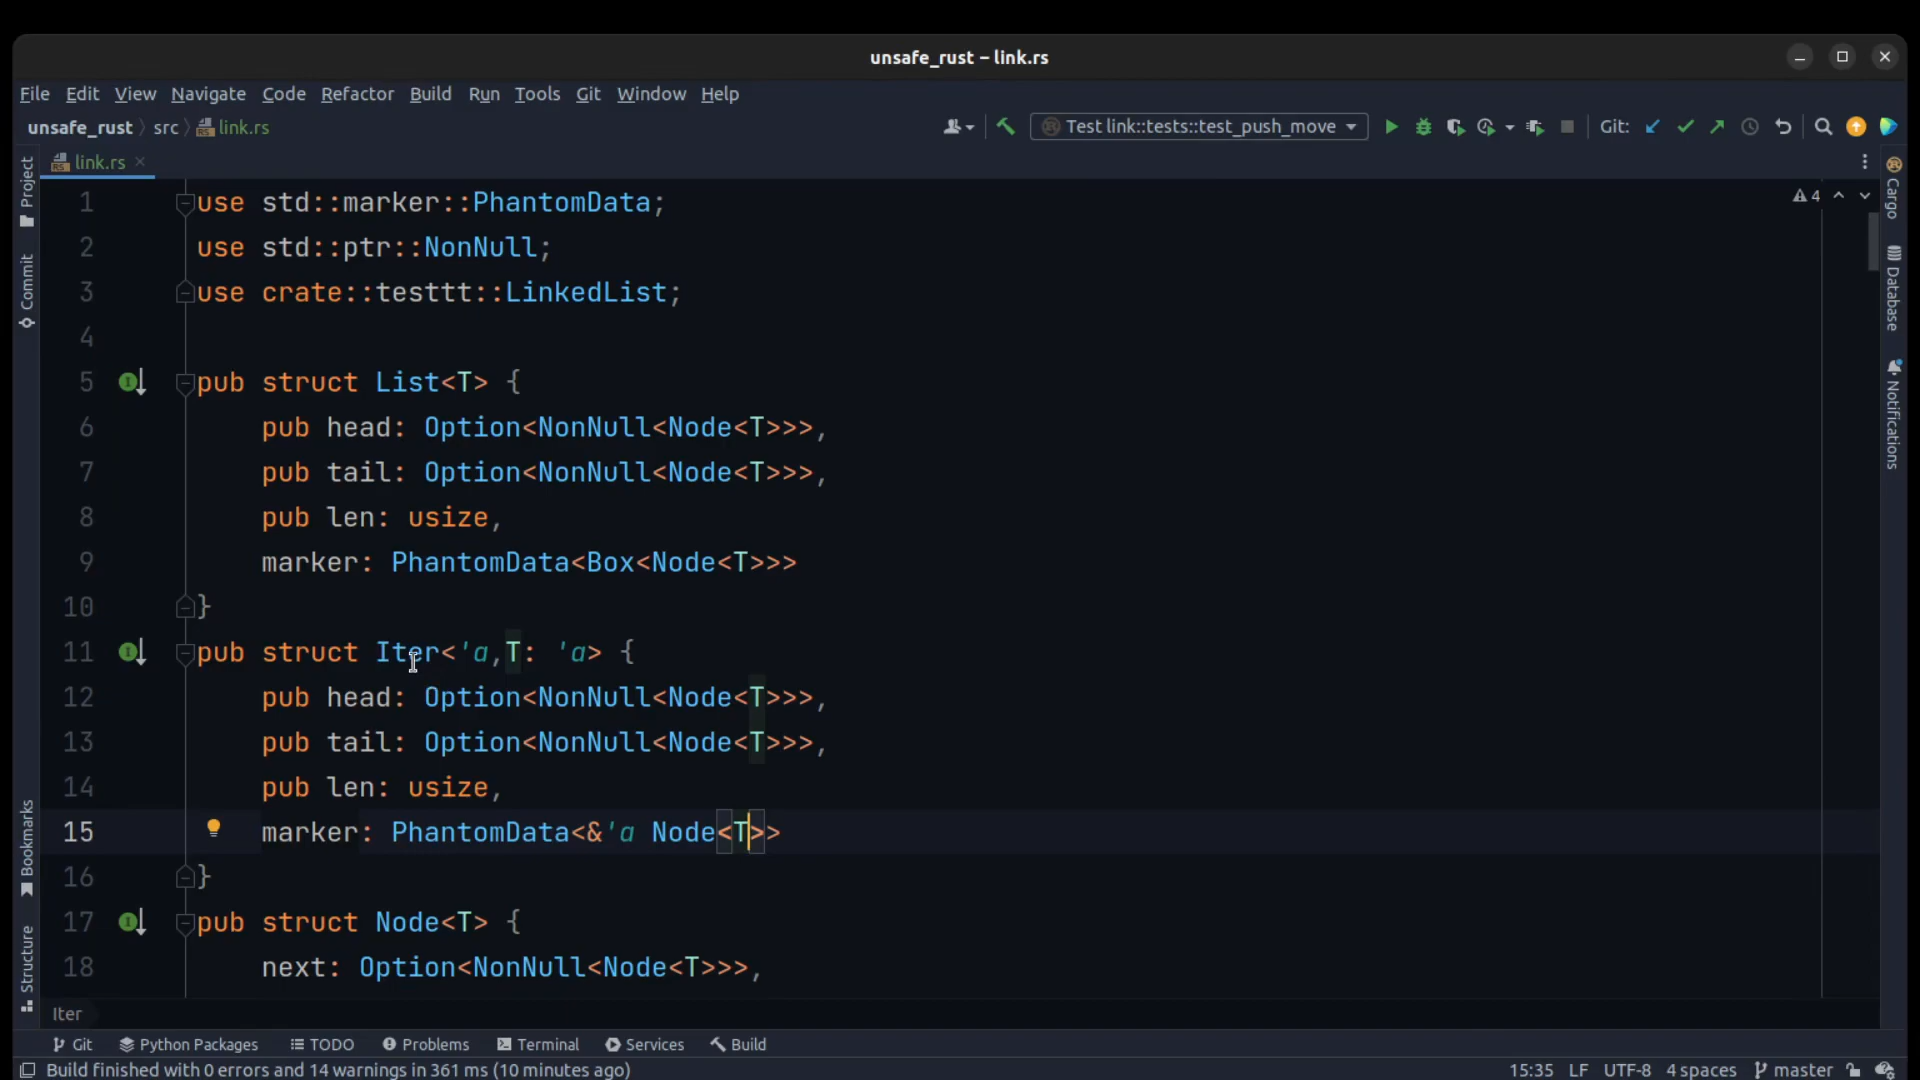 unsafe_rust – link.rs
File Edit View Navigate Code Refactor Build Run Tools Git Window Help
unsafe_rust src link.rs Test link::tests::test_push_move Git:
link.rs
Project
Commit
Bookmarks
Structure
4
1 use std::marker::PhantomData;
2 use std::ptr::NonNull;
3 use crate::testtt::LinkedList;
4
5 pub struct List<T> {
6 pub head: Option<NonNull<Node<T>>>,
7 pub tail: Option<NonNull<Node<T>>>,
8 pub len: usize,
9 marker: PhantomData<Box<Node<T>>>
10 }
11 pub struct Iter<'a,T: 'a> {
12 pub head: Option<NonNull<Node<T>>>,
13 pub tail: Option<NonNull<Node<T>>>,
14 pub len: usize,
15 marker: PhantomData<&'a Node<T>>
16 }
17 pub struct Node<T> {
18 next: Option<NonNull<Node<T>>>,
Cargo
Database
Notifications
Iter
Git Python Packages TODO Problems Terminal Services Build
Build finished with 0 errors and 14 warnings in 361 ms (10 minutes ago) 15:35 LF UTF-8 4 spaces master